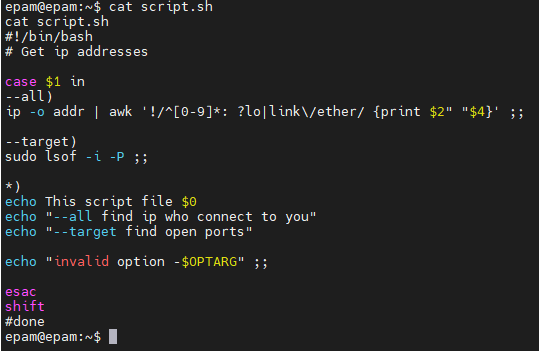 epam@epam:~$ cat script.sh
cat script.sh
#!/bin/bash
# Get ip addresses
case $1 in
--all)
ip -o addr | awk '!/^[0-9]*: ?lo|link\/ether/ {print $2" "$4}' ;;
--target)
sudo lsof -i -P ;;
*)
echo This script file $0
echo "--all find ip who connect to you"
echo "--target find open ports"
echo "invalid option -$OPTARG" ;;
esac
shift
#done
epam@epam:~$